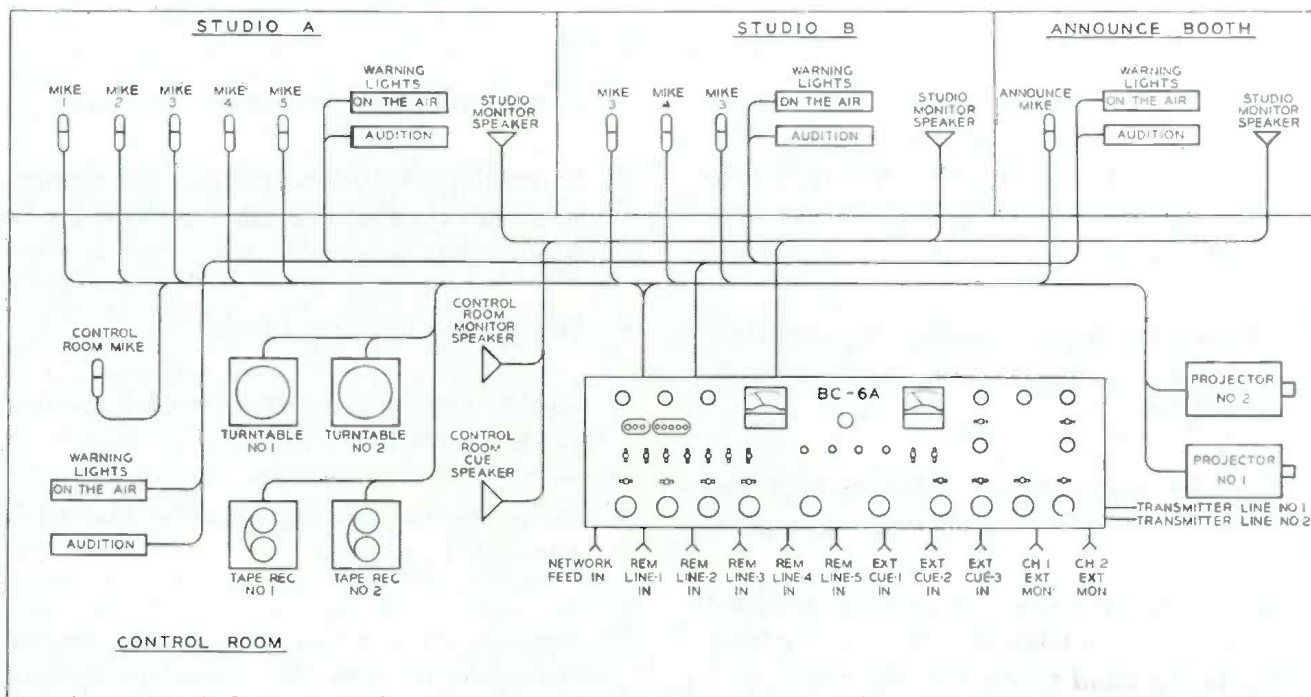 STUDIO A
MIKE 1
MIKE 2
MIKE 3
MIKE 4
MIKE 5
WARNING
LIGHTS
ON THE AIR
AUDITION
STUDIO
MONITOR
SPEAKER
STUDIO B
MIKE 3
MIKE 4
MIKE 3
WARNING
LIGHTS
ON THE AIR
AUDITION
STUDIO
MONITOR
SPEAKER
ANNOUNCE BOOTH
ANNOUNCE
MIKE
WARNING
LIGHTS
ON THE AIR
AUDITION
STUDIO
MONITOR
SPEAKER
CONTROL
ROOM MIKE
TURNTABLE
NO 1
TURNTABLE
NO 2
CONTROL
ROOM
MONITOR
SPEAKER
CONTROL
ROOM
CUE
SPEAKER
WARNING
LIGHTS
ON THE AIR
AUDITION
TAPE REC
NO 1
TAPE REC
NO 2
BC-6A
PROJECTOR
NO 2
PROJECTOR
NO 1
TRANSMITTER LINE NO 1
TRANSMITTER LINE NO 2
NETWORK
FEED IN
REM
LINE-1
IN
REM
LINE-2
IN
REM
LINE-3
IN
REM
LINE-4
IN
REM
LINE-5
IN
EXT
CUE-1
IN
EXT
CUE-2
IN
EXT
CUE-3
IN
CH 1
EXT
MON
CH 2
EXT
MON
CONTROL ROOM